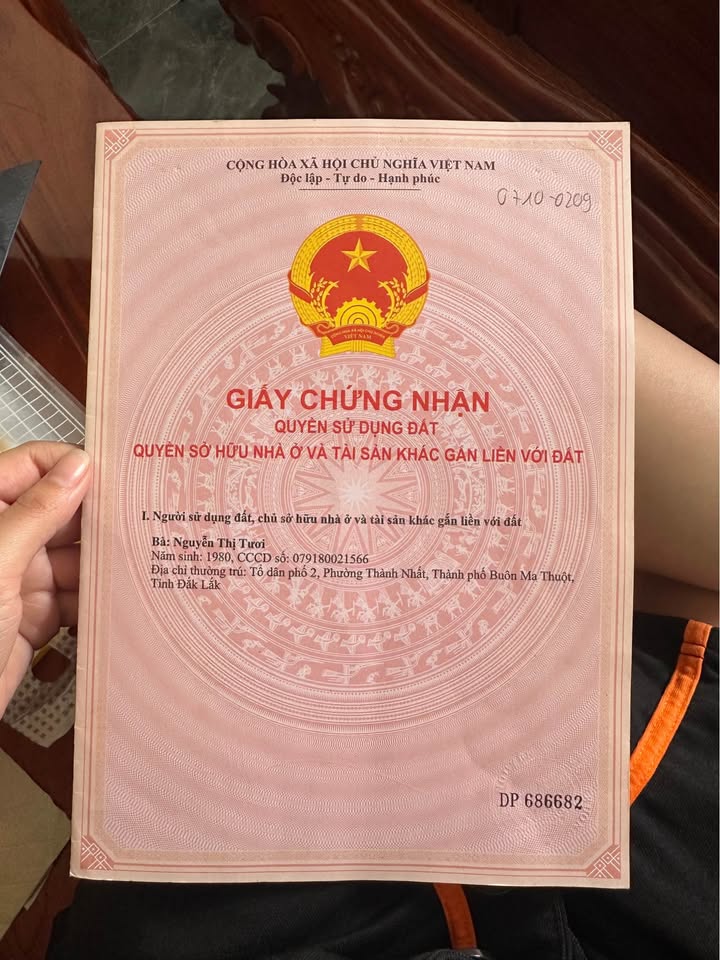 CỘNG HÒA XÃ HỘI CHỦ NGHĨA VIỆT NAM
Độc lập - Tự do - Hạnh phúc
0710-0209
VIỆT NAM
GIẤY CHỨNG NHẬN
QUYỀN SỬ DỤNG ĐẤT
QUYỀN SỞ HỮU NHÀ Ở VÀ TÀI SẢN KHÁC GẮN LIỀN VỚI ĐẤT
I. Người sử dụng đất, chủ sở hữu nhà ở và tài sản khác gắn liền với đất
Bà: Nguyễn Thị Tươi
Năm sinh: 1980, CCCD số: 079180021566
Địa chỉ thường trú: Tổ dân phố 2, Phường Thành Nhất, Thành phố Buôn Ma Thuột,
Tỉnh Đắk Lắk
DP 686682